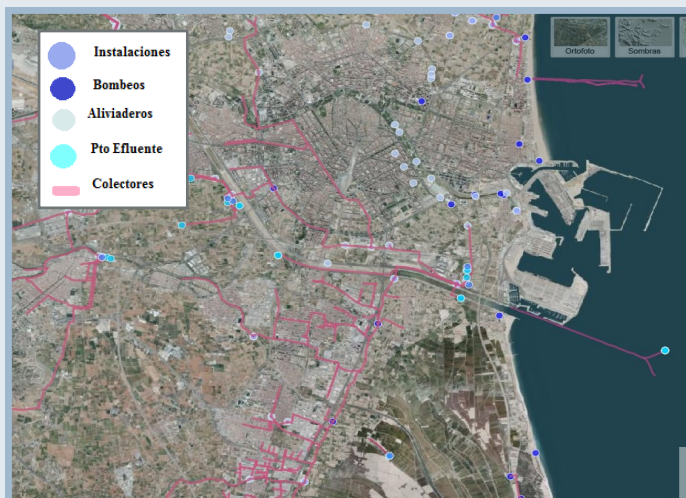 Instalaciones
Bombeos
Aliviaderos
Pto Efluente
Colectores
Ortofoto
Sombras